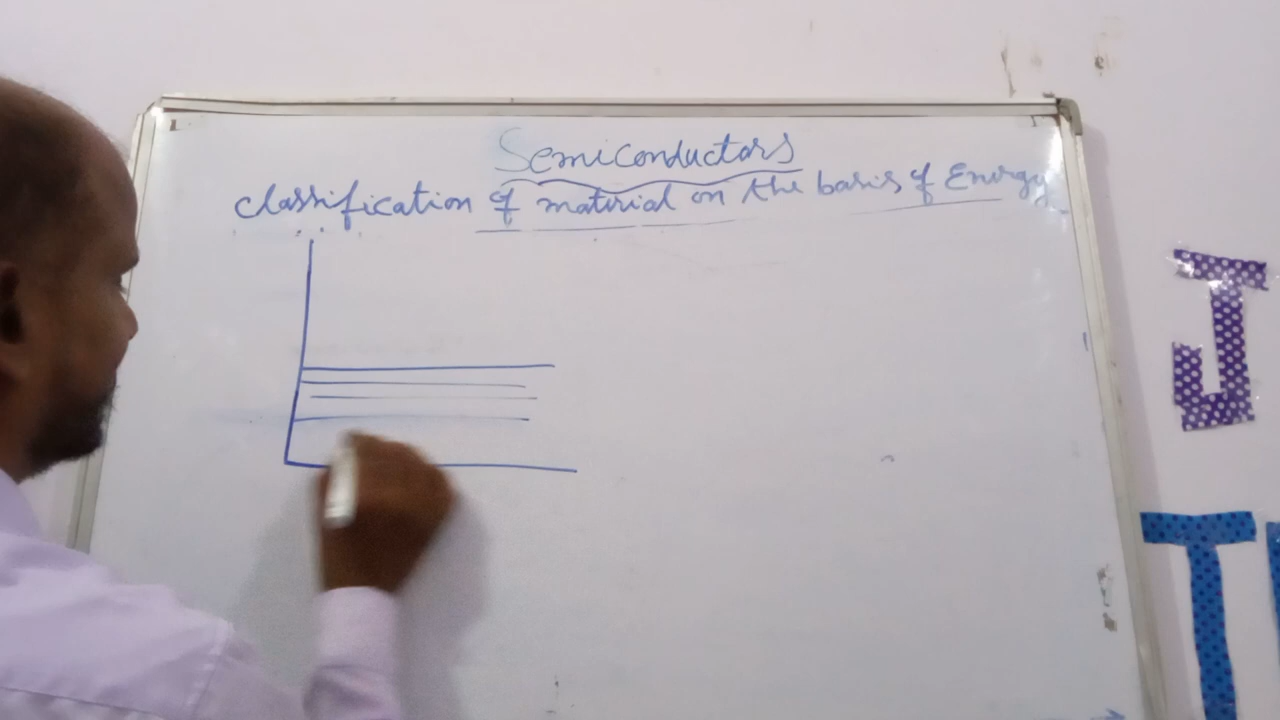 Semiconductors
classification of material on the basis of Energy
J
T